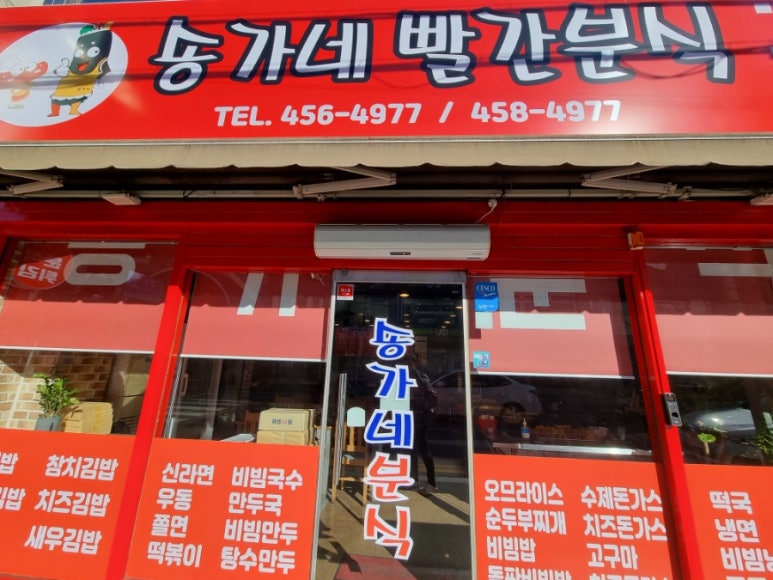 송가네 빨간분식
TEL. 456-4977 / 458-4977
CESCO
송가네분식
참치김밥
치즈김밥
새우김밥
신라면 비빔국수
우동 만두국
쫄면 비빔만두
떡볶이 탕수만두
오므라이스 수제돈가스
순두부찌개 치즈돈가스
비빔밥 고구마
떡국
냉면